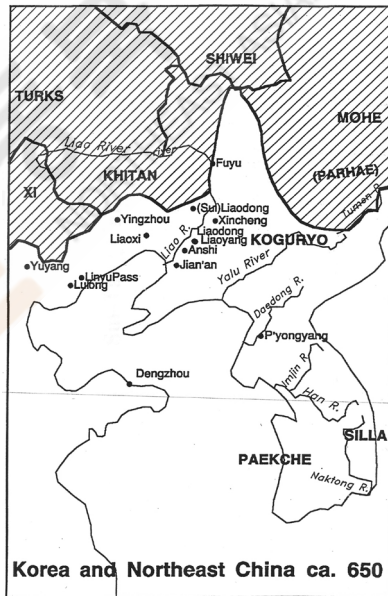 SHIWEI
TURKS
MOHE
Liao River
River
Fuyu
XI
KHITAN
(PARHAE)
Tumen R.
(Sui)Liaodong
Yingzhou
Xincheng
Liaodong
Liaoxi
Liao R.
Liaoyang
KOGURYO
Anshi
Yuyang
Jian'an
Yalu River
LinyuPass
Lulong
Daedong R.
P'yongyang
Imjin R.
Dengzhou
Han R.
SILLA
PAEKCHE
Naktong R.
Korea and Northeast China ca. 650